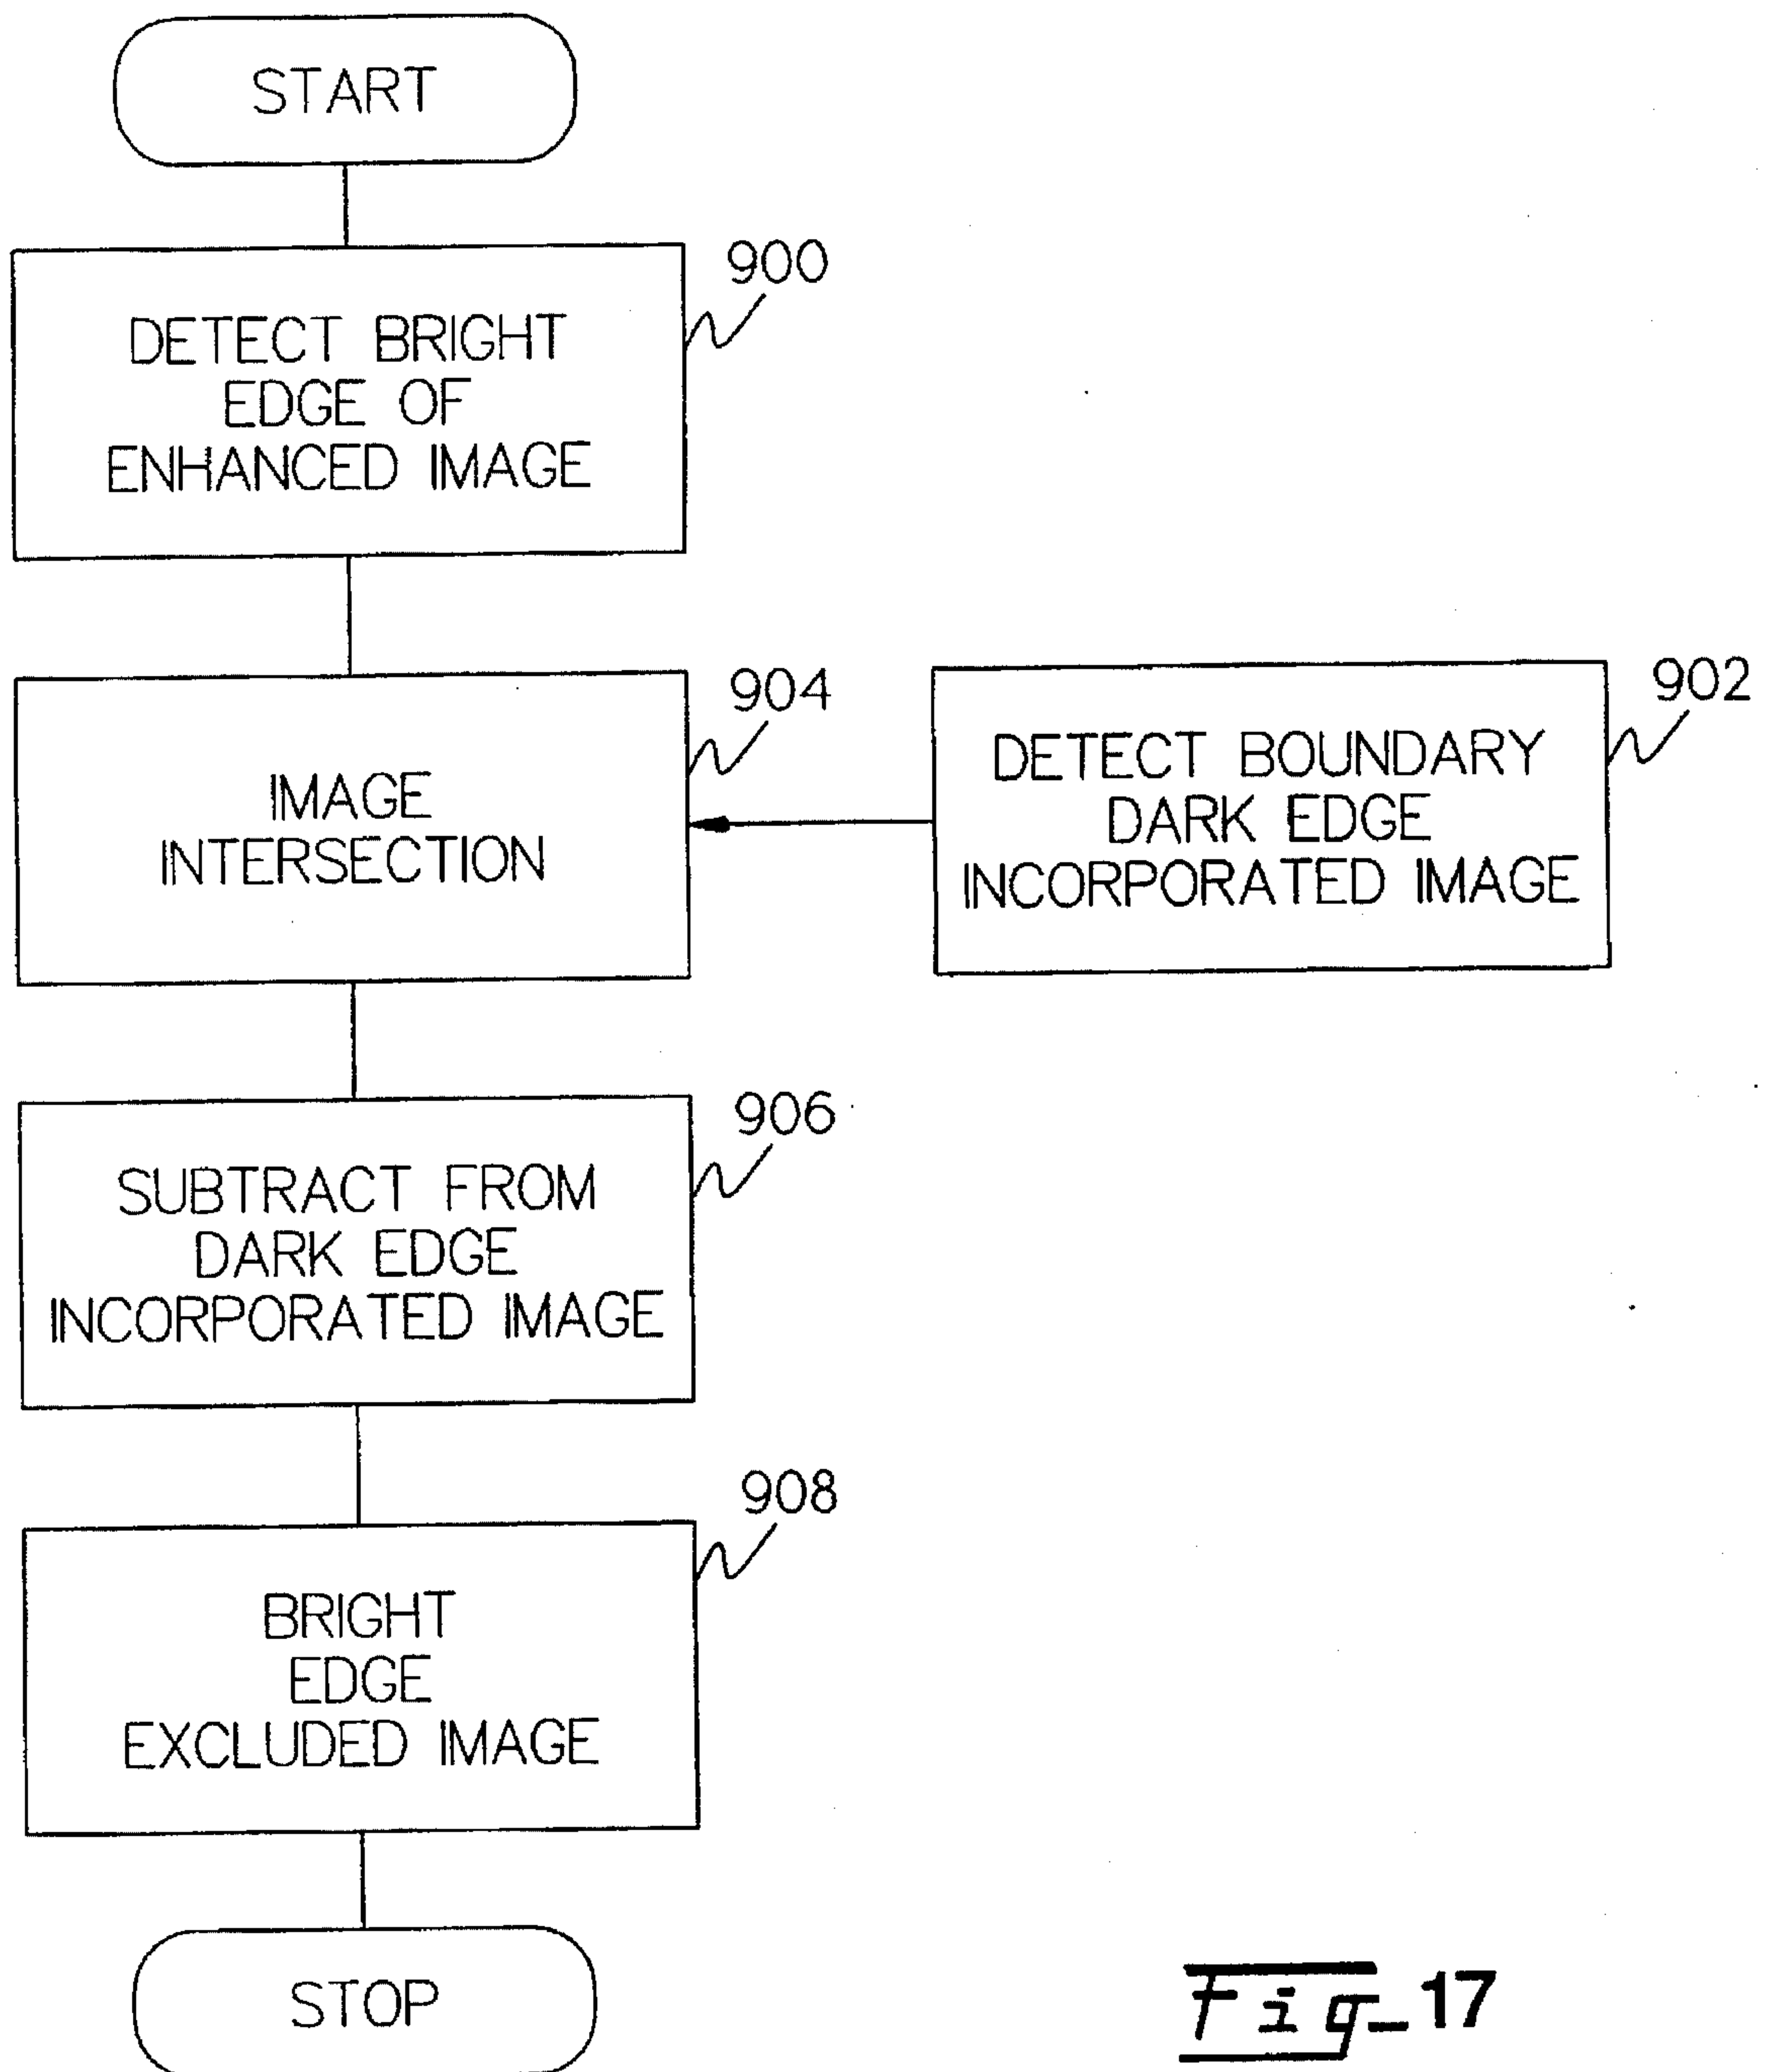 START
900
DETECT BRIGHT
EDGE OF
ENHANCED IMAGE
904
IMAGE
INTERSECTION
902
DETECT BOUNDARY
DARK EDGE
INCORPORATED IMAGE
906
SUBTRACT FROM
DARK EDGE
INCORPORATED IMAGE
908
BRIGHT
EDGE
EXCLUDED IMAGE
STOP
Fig_17